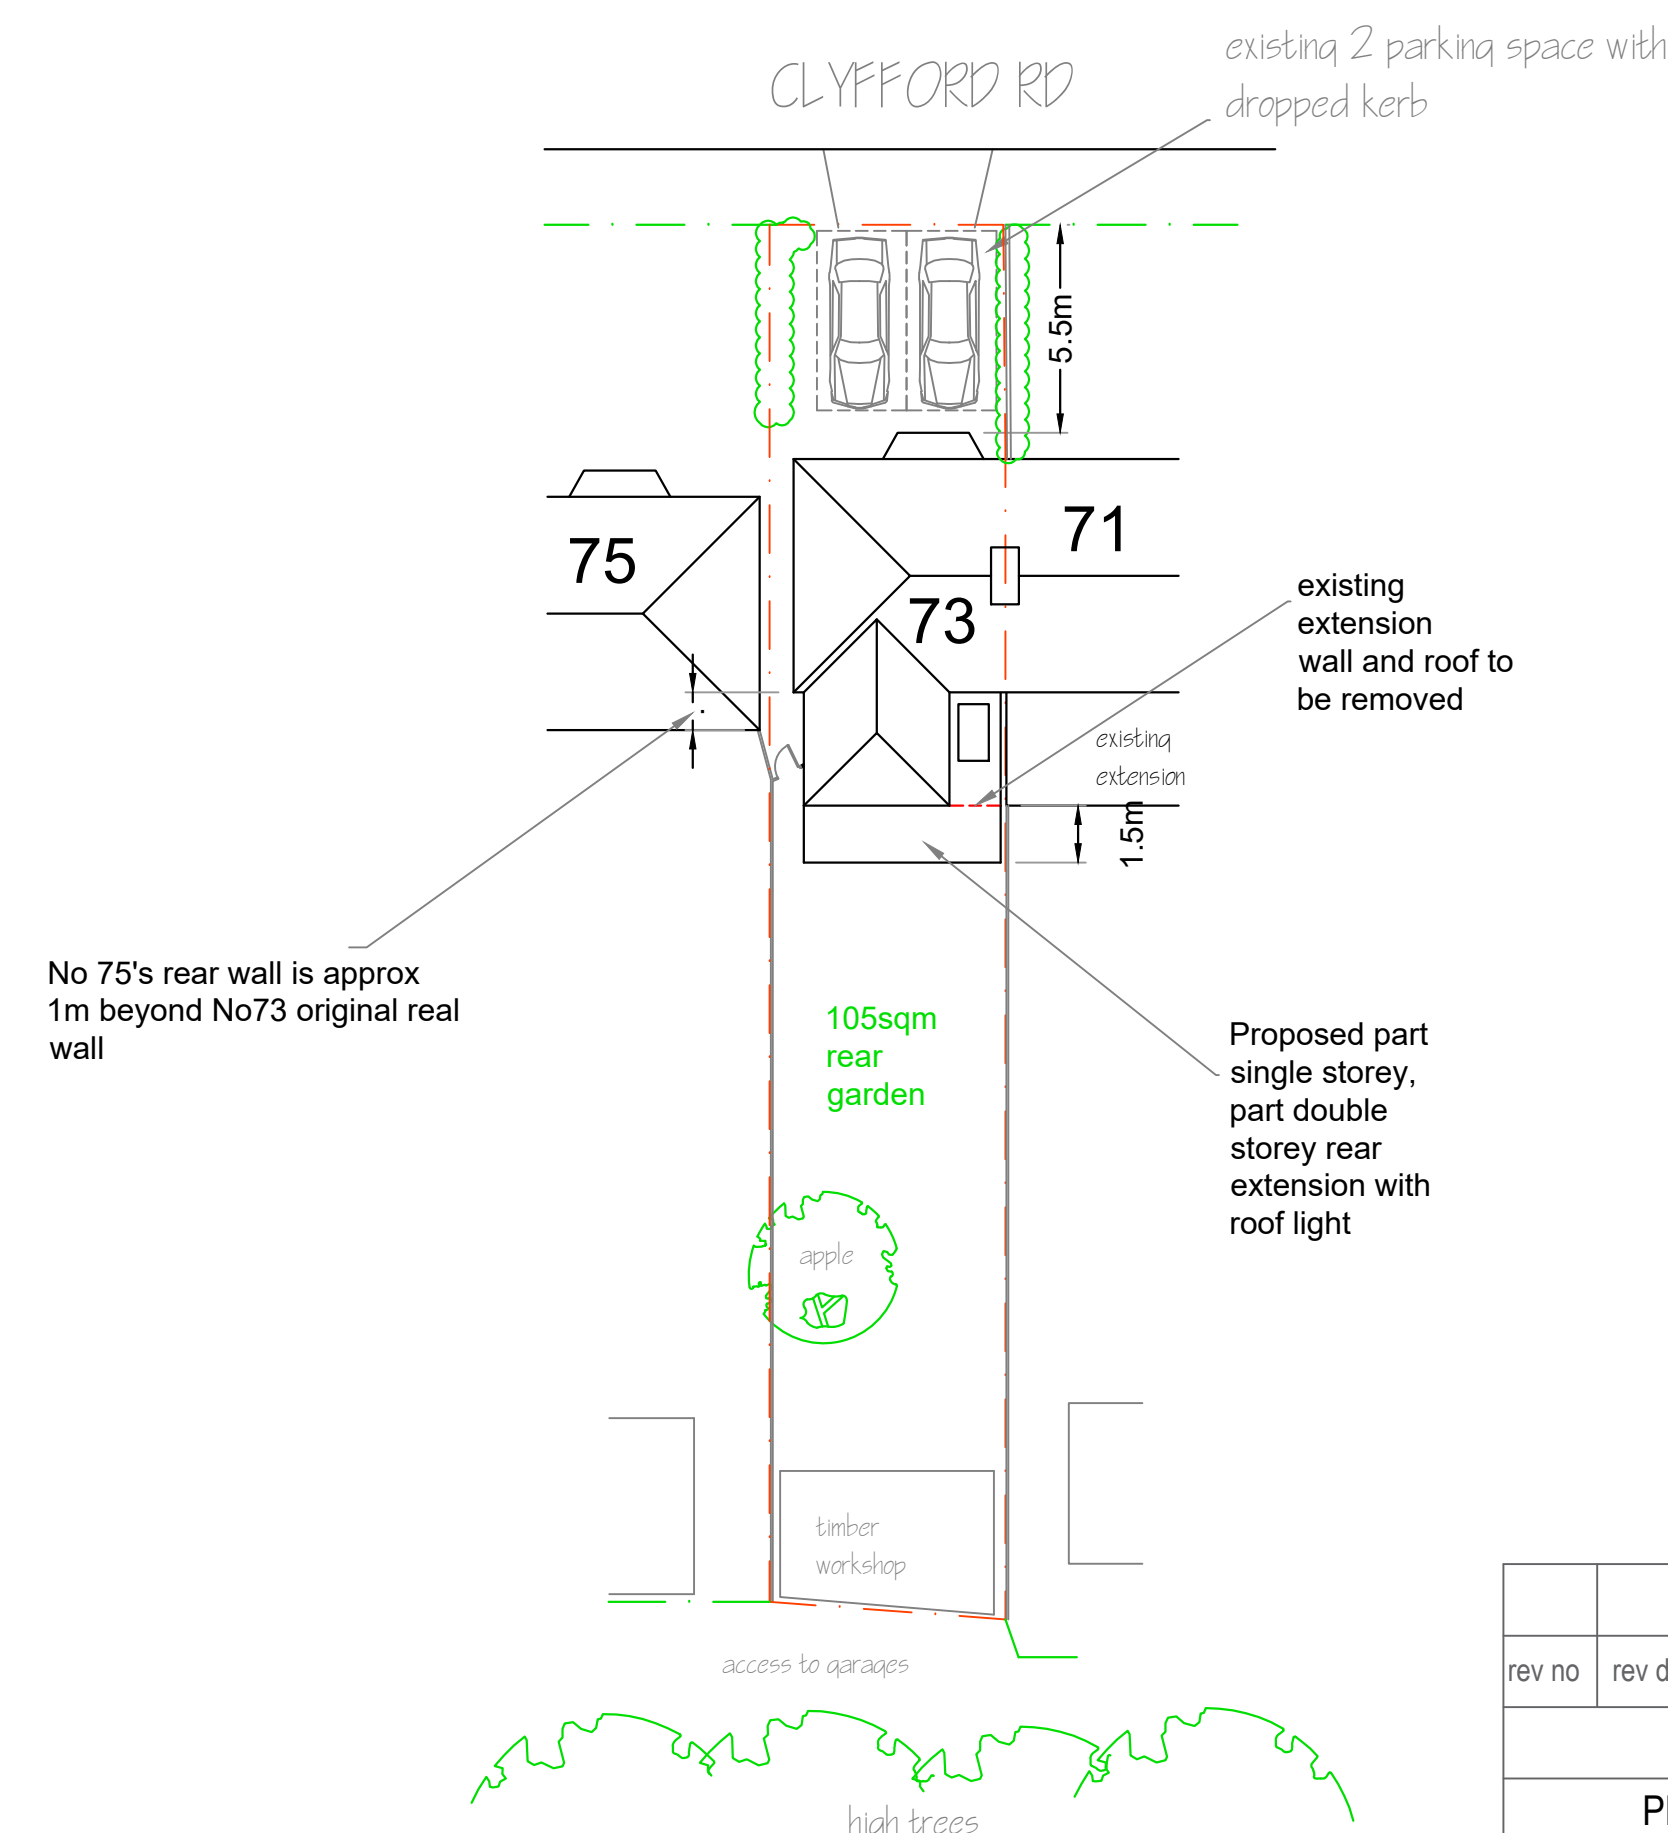 CLYFFORD RD
existing 2 parking space with
dropped kerb
5.5m
71
75
73
existing
extension
wall and roof to
be removed
existing
extension
1.5m
No 75's rear wall is approx
1m beyond No73 original real
wall
105sqm
rear
garden
Proposed part
single storey,
part double
storey rear
extension with
roof light
apple
timber
workshop
access to garages
rev no
rev d
high trees